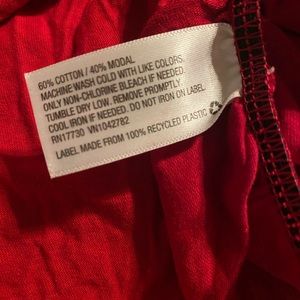 60% COTTON / 40% MODAL
MACHINE WASH COLD WITH LIKE COLORS.
ONLY NON-CHLORINE BLEACH IF NEEDED.
TUMBLE DRY LOW. REMOVE PROMPTLY
COOL IRON IF NEEDED. DO NOT IRON ON LABEL
RN17730 VN1042782
LABEL MADE FROM 100% RECYCLED PLASTIC